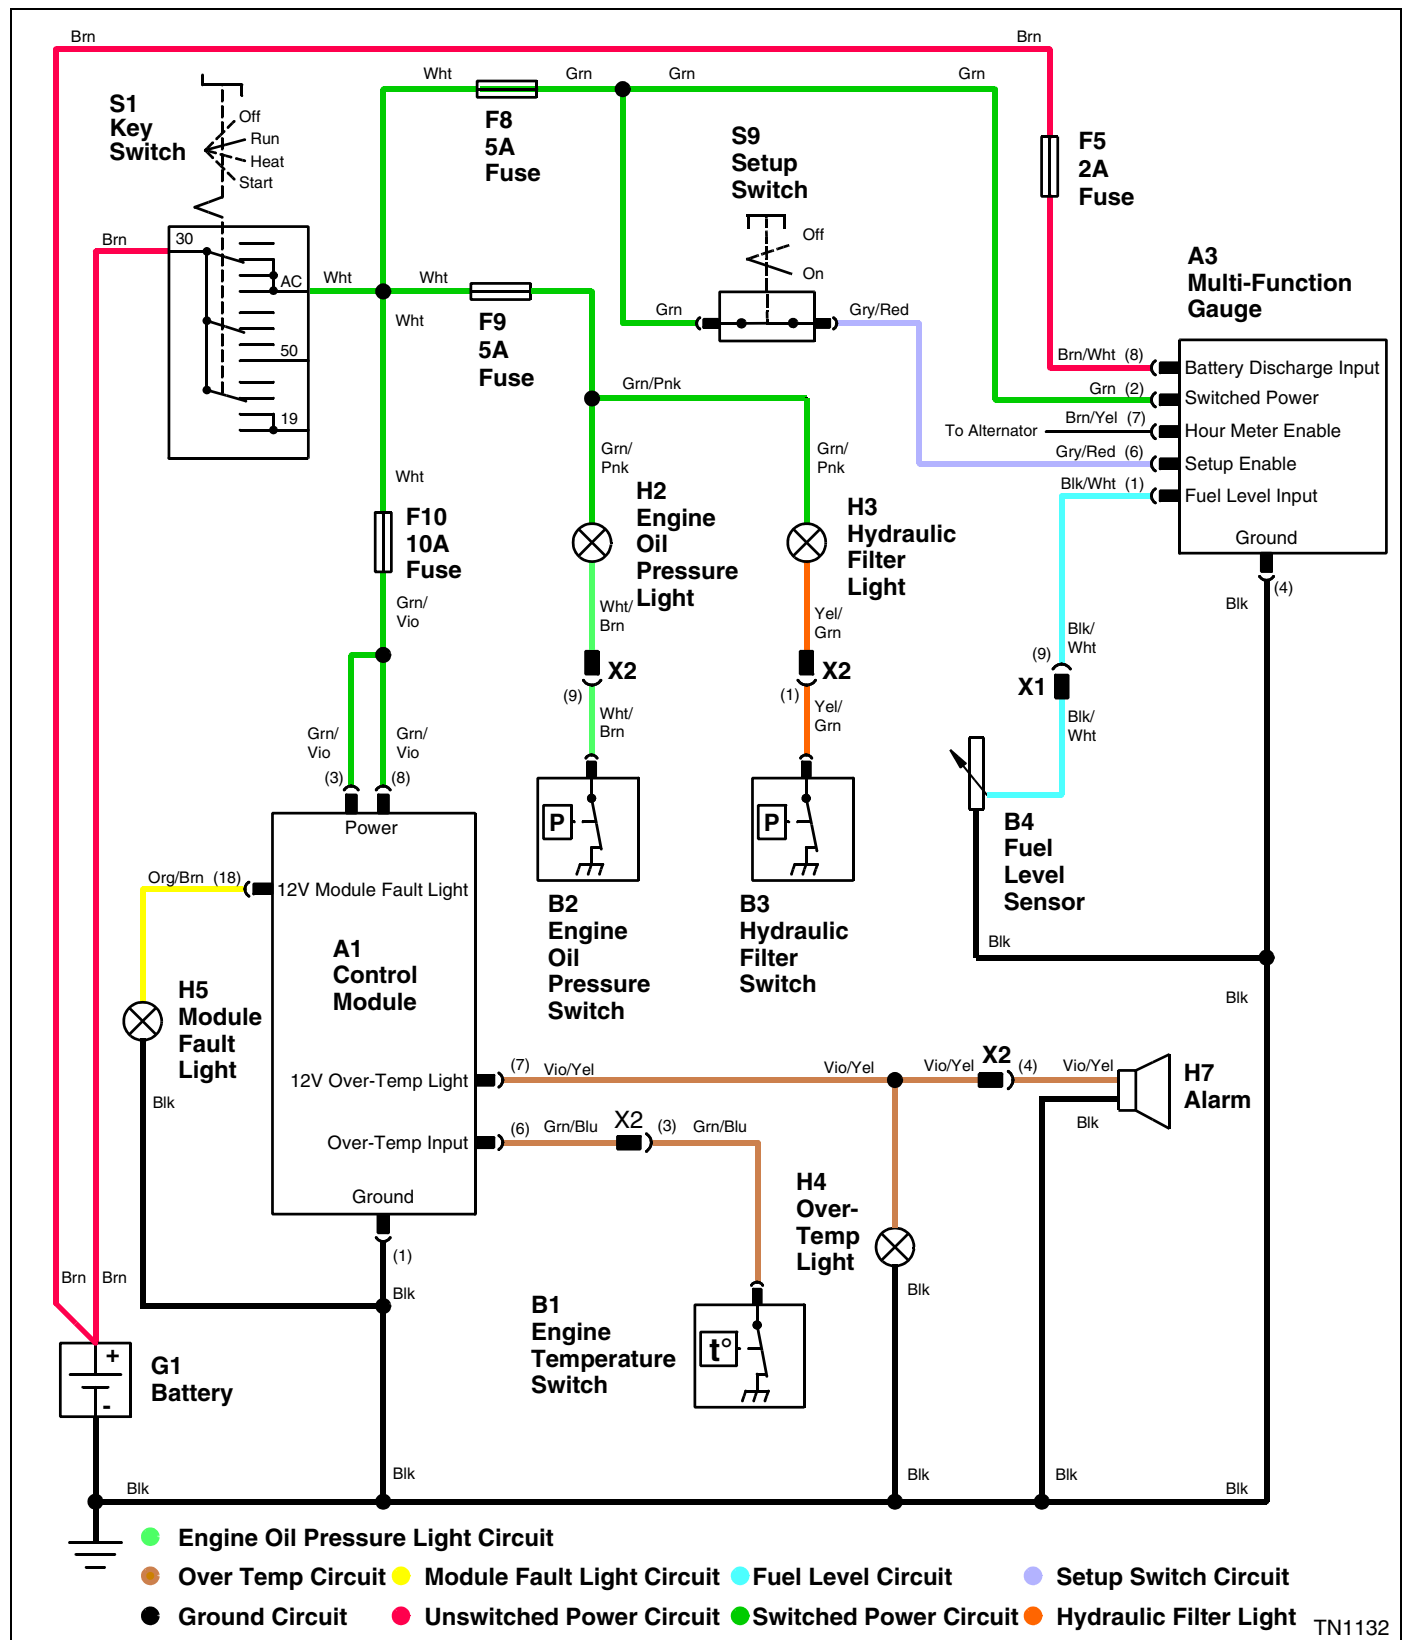 Brn
Brn
Wht
Grn
Grn
Grn
S1
Key
Switch
Off
Run
Heat
Start
F8
5A
Fuse
S9
Setup
Switch
Off
On
F5
2A
Fuse
Brn
30
AC
50
19
Wht
Wht
Wht
F9
5A
Fuse
Grn
Gry/Red
A3
Multi-Function
Gauge
Brn/Wht (8)
Battery Discharge Input
Grn (2)
Switched Power
To Alternator
Brn/Yel (7)
Hour Meter Enable
Gry/Red (6)
Setup Enable
Blk/Wht (1)
Fuel Level Input
Ground
(4)
Blk
Grn/Pnk
Grn/
Pnk
Grn/
Pnk
Wht
F10
10A
Fuse
H2
Engine
Oil
Pressure
Light
H3
Hydraulic
Filter
Light
Grn/
Vio
Wht/
Brn
Yel/
Grn
X2
X2
(9)
(1)
Wht/
Brn
Yel/
Grn
Blk/
Wht
(9)
X1
Blk/
Wht
Grn/
Vio
Grn/
Vio
(3)
(8)
Power
P
P
B4
Fuel
Level
Sensor
Org/Brn (18)
12V Module Fault Light
A1
Control
Module
B2
Engine
Oil
Pressure
Switch
B3
Hydraulic
Filter
Switch
Blk
Blk
H5
Module
Fault
Light
Blk
12V Over-Temp Light
(7)
Vio/Yel
Vio/Yel
Vio/Yel
X2
(4)
Vio/Yel
H7
Alarm
Blk
Over-Temp Input
(6)
Grn/Blu
X2
(3)
Grn/Blu
Ground
(1)
H4
Over-
Temp
Light
Brn
Brn
Blk
Blk
B1
Engine
Temperature
Switch
t°
+
-
G1
Battery
Blk
Blk
Blk
Blk
Blk
Engine Oil Pressure Light Circuit
Over Temp Circuit
Module Fault Light Circuit
Fuel Level Circuit
Setup Switch Circuit
Ground Circuit
Unswitched Power Circuit
Switched Power Circuit
Hydraulic Filter Light
TN1132